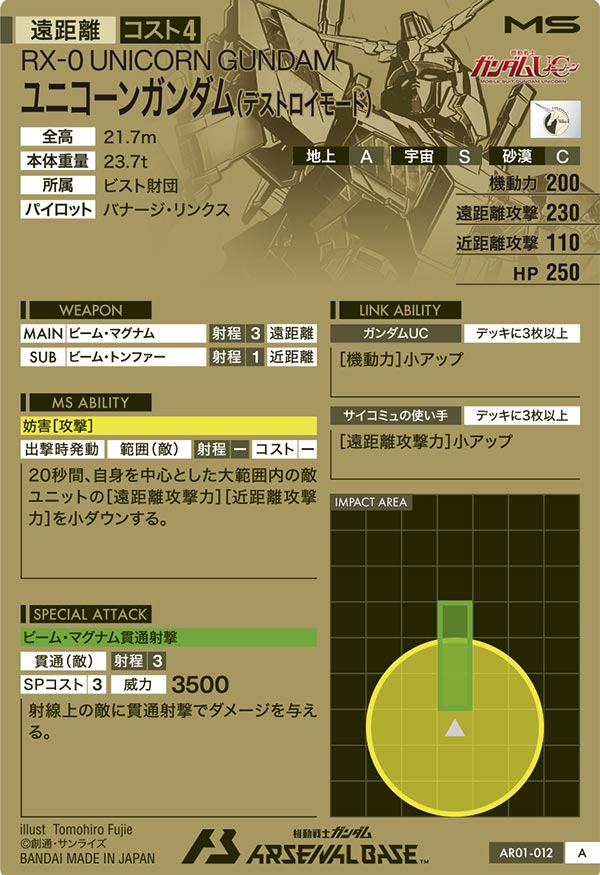 遠距離 コスト4 MS
RX-0 UNICORN GUNDAM
ユニコーンガンダム(デストロイモード)
機動戦士
ガンダムUC
MOBILE SUIT GUNDAM UNICORN
全高 21.7m
本体重量 23.7t
所属 ビスト財団
パイロット バナージ・リンクス
地上 A 宇宙 S 砂漠 C
機動力 200
遠距離攻撃 230
近距離攻撃 110
HP 250
WEAPON
MAIN ビーム・マグナム 射程 3 遠距離
SUB ビーム・トンファー 射程 1 近距離
MS ABILITY
妨害[攻撃]
出撃時発動 範囲(敵) 射程 ー コスト ー
20秒間、自身を中心とした大範囲内の敵
ユニットの[遠距離攻撃力][近距離攻撃
力]を小ダウンする。
SPECIAL ATTACK
ビーム・マグナム貫通射撃
貫通(敵) 射程 3
SPコスト 3 威力 3500
射線上の敵に貫通射撃でダメージを与え
る。
LINK ABILITY
ガンダムUC デッキに3枚以上
[機動力]小アップ
サイコミュの使い手 デッキに3枚以上
[遠距離攻撃力]小アップ
IMPACT AREA
illust Tomohiro Fujie
©創通・サンライズ
BANDAI MADE IN JAPAN
機動戦士ガンダム
ARSENAL BASE™
AR01-012 A